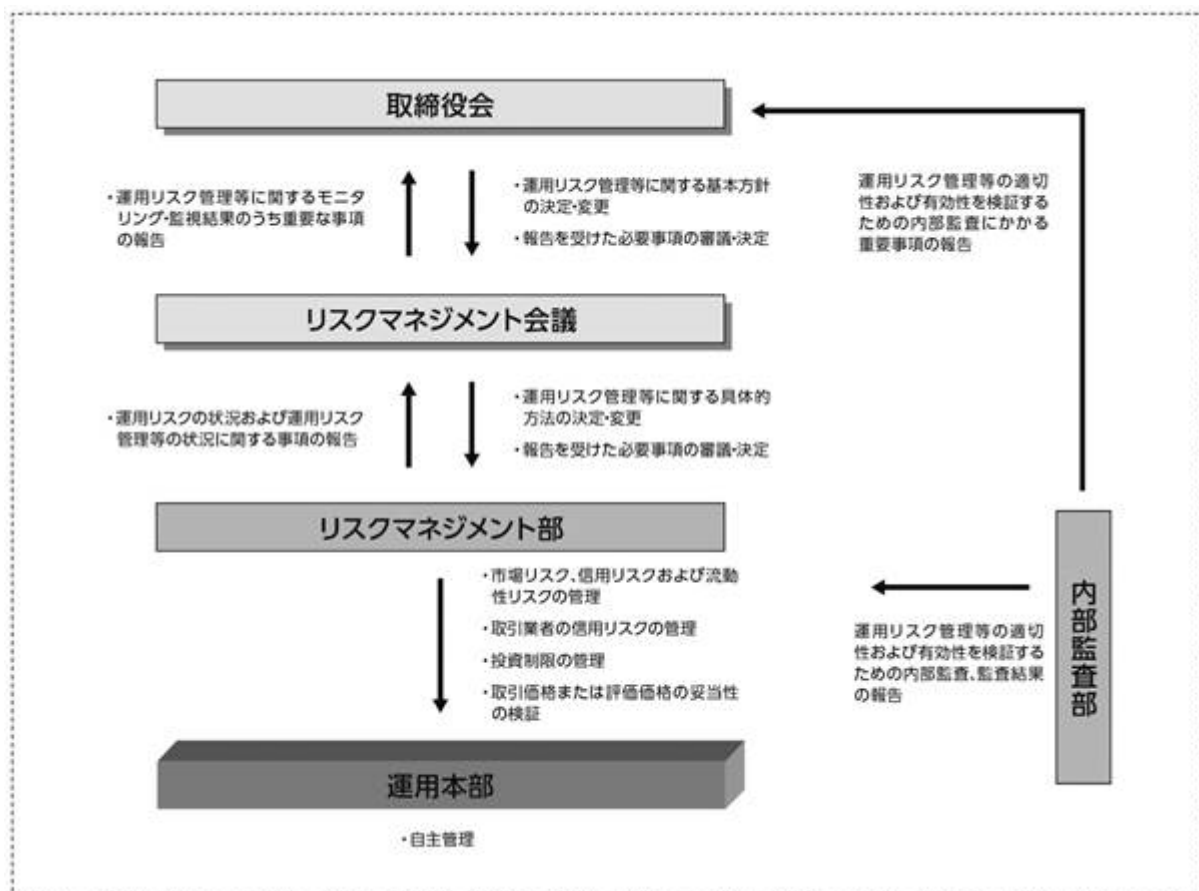 取締役会
・運用リスク管理等に関するモニタ
リング・監視結果のうち重要な事項
の報告
・運用リスク管理等に関する基本方針
の決定・変更
・報告を受けた必要事項の審議・決定
運用リスク管理等の適切
性および有効性を検証する
ための内部監査にかかる
重要事項の報告
リスクマネジメント会議
・運用リスクの状況および運用リスク
管理等の状況に関する事項の報告
・運用リスク管理等に関する具体的
方法の決定・変更
・報告を受けた必要事項の審議・決定
リスクマネジメント部
・市場リスク、信用リスクおよび流動
性リスクの管理
・取引業者の信用リスクの管理
・投資制限の管理
・取引価格または評価価格の妥当性
の検証
運用リスク管理等の適切
性および有効性を検証する
ための内部監査、監査結果
の報告
内部監査部
運用本部
・自主管理